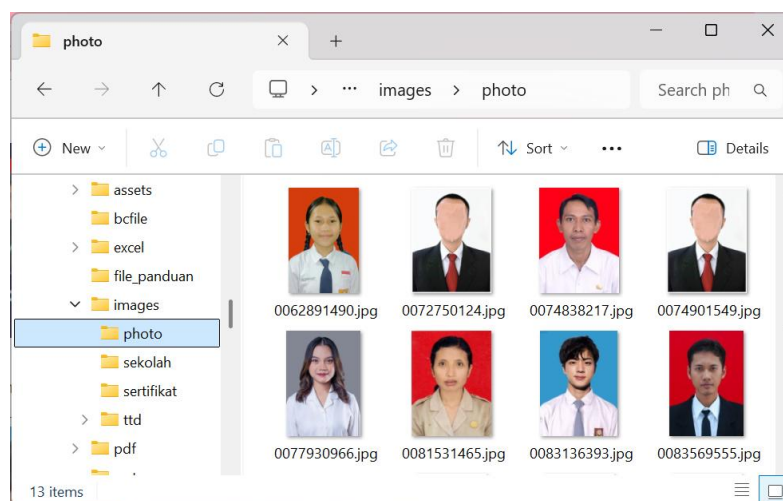 photo
images > photo
Search ph
New
Sort
Details
assets
bcfile
excel
file_panduan
images
photo
sekolah
sertifikat
ttd
pdf
0062891490.jpg 0072750124.jpg 0074838217.jpg 0074901549.jpg
0077930966.jpg 0081531465.jpg 0083136393.jpg 0083569555.jpg
13 items